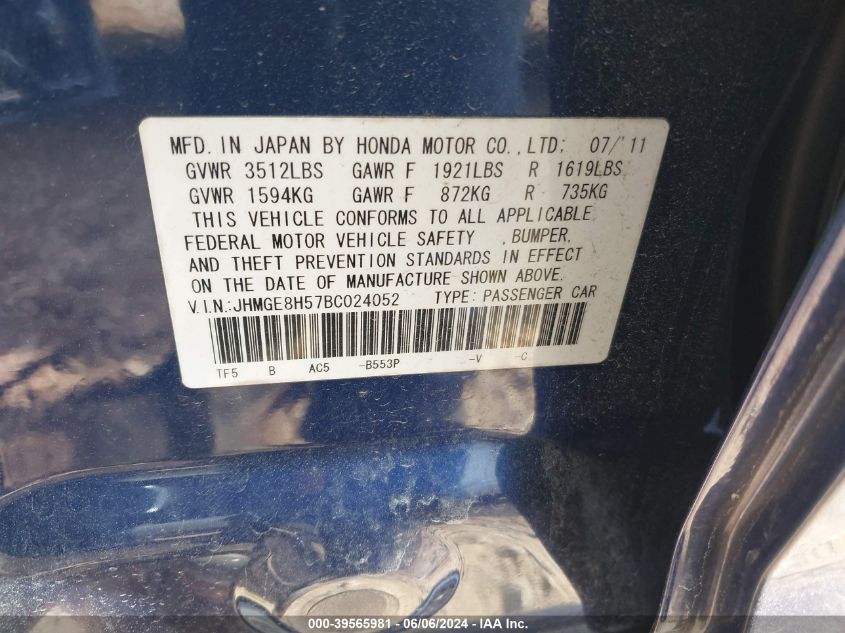 MFD. IN JAPAN BY HONDA MOTOR CO., LTD: 07/'11
GVWR 3512LBS GAWR F 1921LBS R 1619LBS
GVWR 1594KG GAWR F 872KG R 735KG
THIS VEHICLE CONFORMS TO ALL APPLICABLE
FEDERAL MOTOR VEHICLE SAFETY , BUMPER,
AND THEFT PREVENTION STANDARDS IN EFFECT
ON THE DATE OF MANUFACTURE SHOWN ABOVE.
V.I.N.:JHMGE8H57BC024052 TYPE: PASSENGER CAR
TF5 B AC5 -B553P -V -C
000-39565981 - 06/06/2024 - IAA Inc.